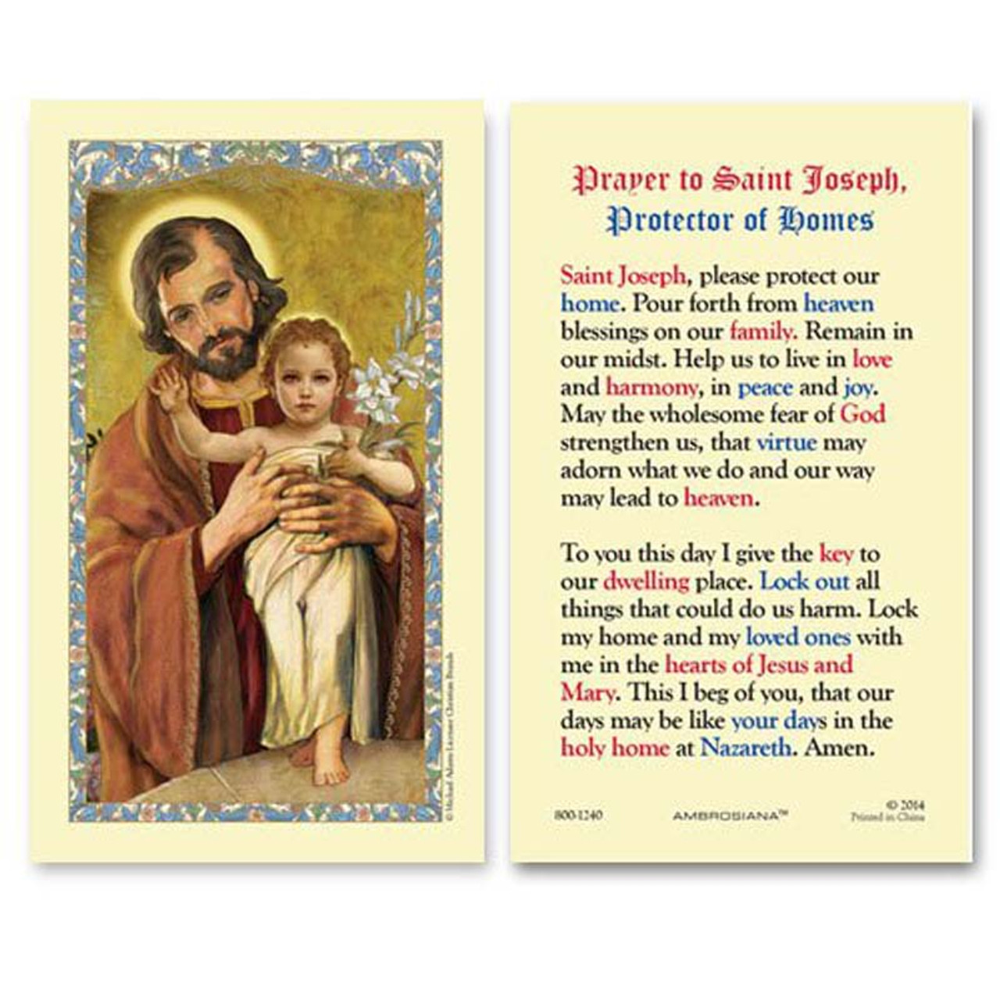 © Michael Adams Licensee Christian Brands
Prayer to Saint Joseph,
Protector of Homes
Saint Joseph, please protect our
home. Pour forth from heaven
blessings on our family. Remain in
our midst. Help us to live in love
and harmony, in peace and joy.
May the wholesome fear of God
strengthen us, that virtue may
adorn what we do and our way
may lead to heaven.
To you this day I give the key to
our dwelling place. Lock out all
things that could do us harm. Lock
my home and my loved ones with
me in the hearts of Jesus and
Mary. This I beg of you, that our
days may be like your days in the
holy home at Nazareth. Amen.
800-1240
AMBROSIANA™
© 2014
Printed in China